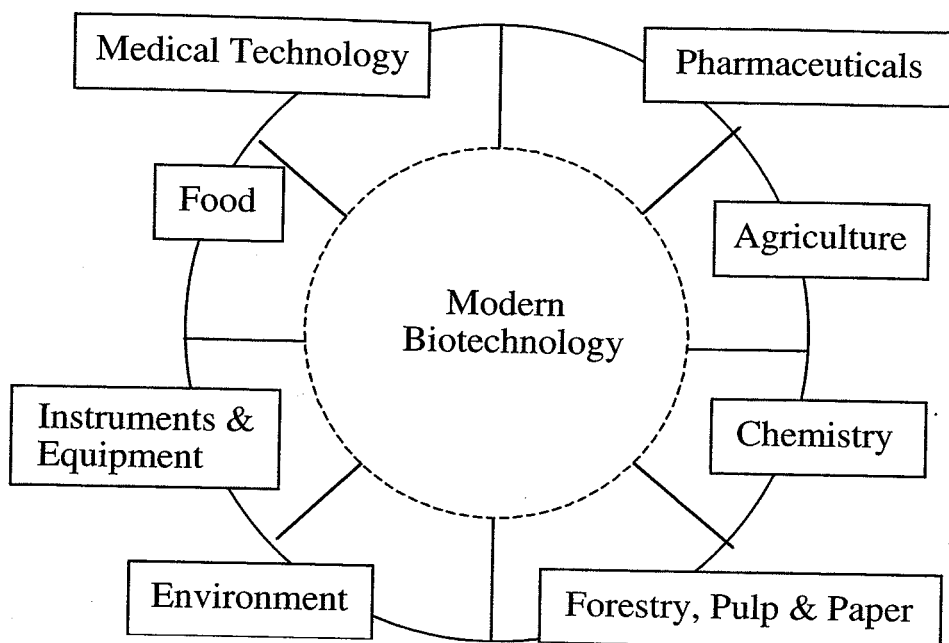 Medical Technology
Pharmaceuticals
Food
Agriculture
Modern
Biotechnology
Instruments &
Equipment
Chemistry
Environment
Forestry, Pulp & Paper